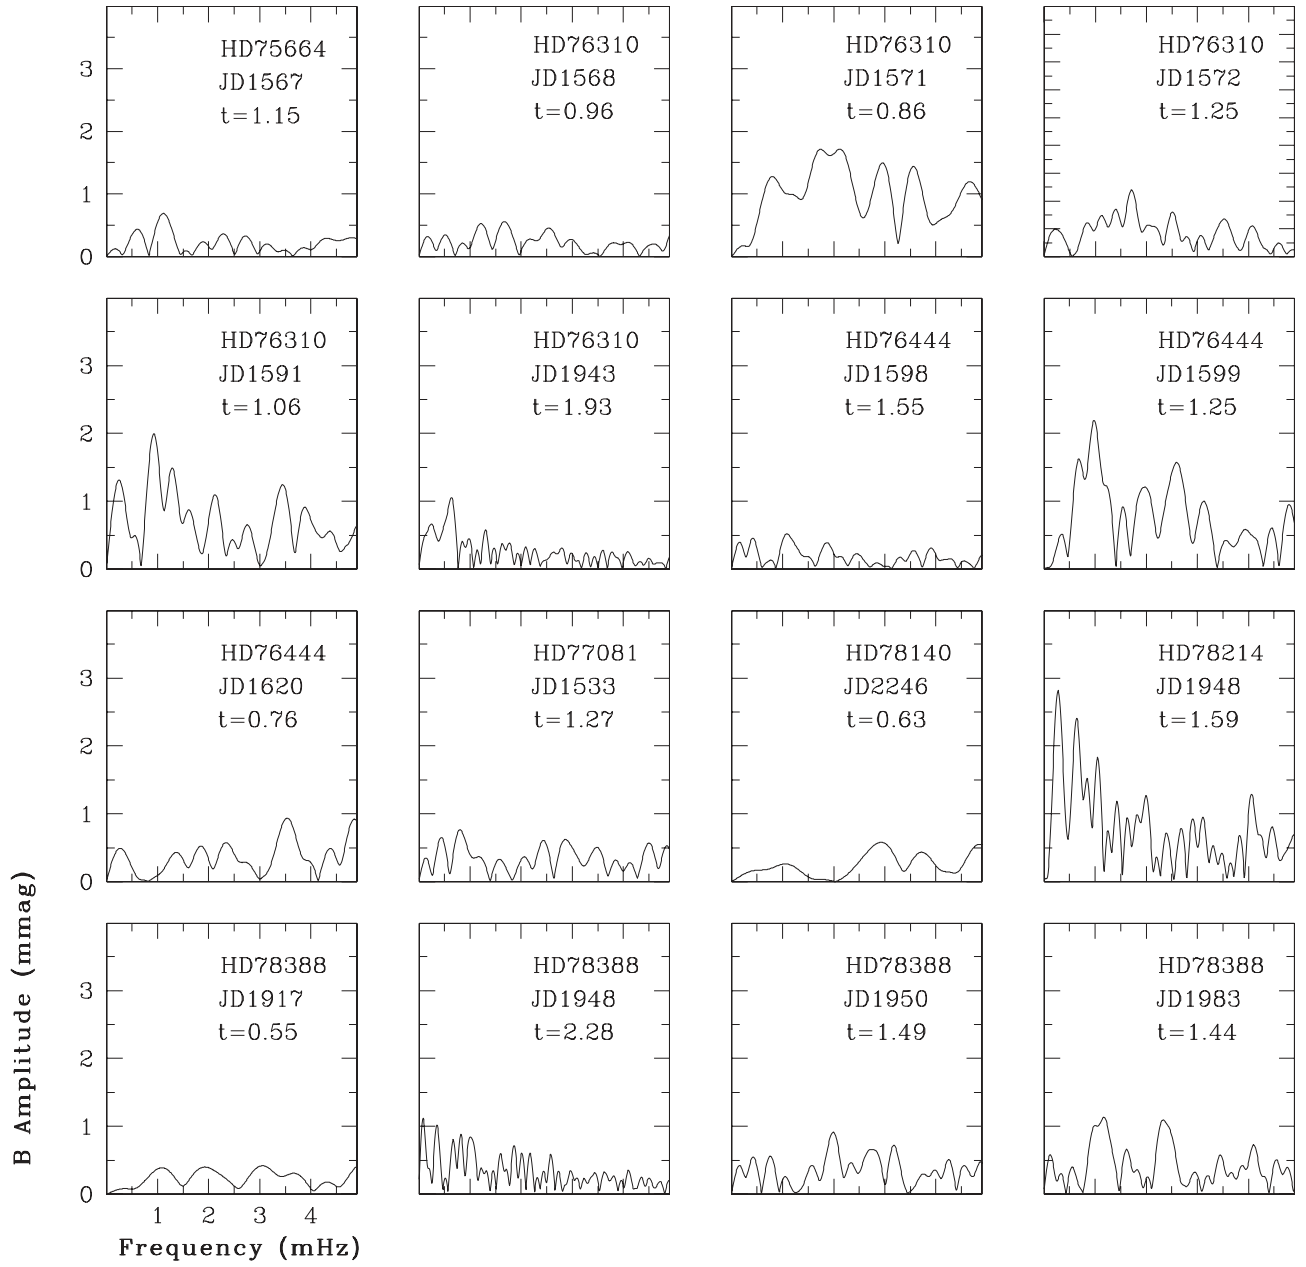 HD75664
JD1567
t=1.15
HD76310
JD1568
t=0.96
HD76310
JD1571
t=0.86
HD76310
JD1572
t=1.25
3
2
1
0
HD76310
JD1591
t=1.06
HD76310
JD1943
t=1.93
HD76444
JD1598
t=1.55
HD76444
JD1599
t=1.25
3
2
1
0
HD76444
JD1620
t=0.76
HD77081
JD1533
t=1.27
HD78140
JD2246
t=0.63
HD78214
JD1948
t=1.59
3
2
1
0
HD78388
JD1917
t=0.55
HD78388
JD1948
t=2.28
HD78388
JD1950
t=1.49
HD78388
JD1983
t=1.44
3
2
1
0
1 2 3 4
Frequency (mHz)
B Amplitude (mmag)